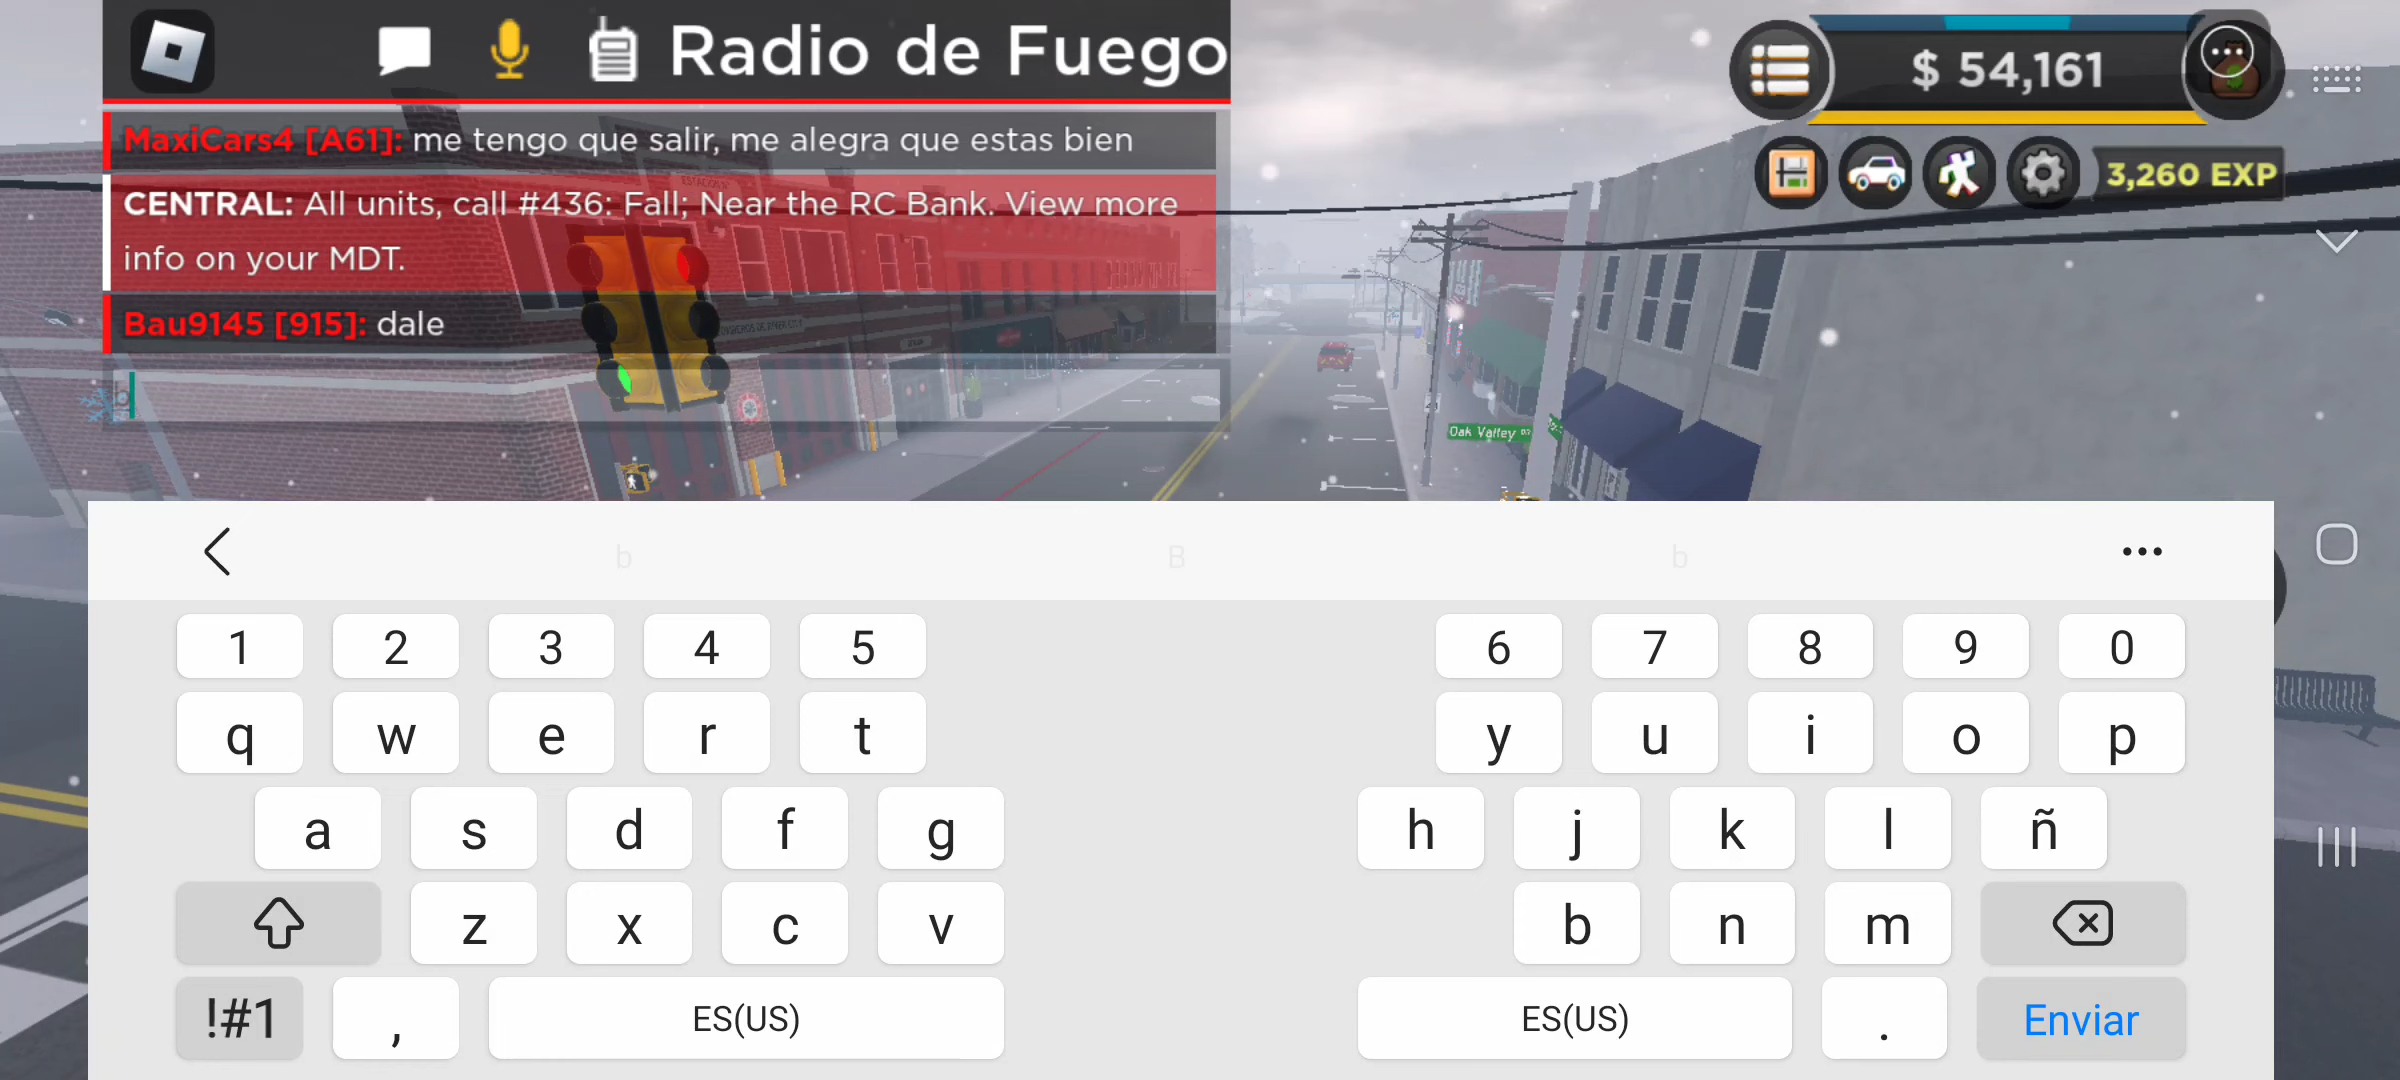 Radio de Fuego
$ 54,161
MaxiCars4 [A61]: me tengo que salir, me alegra que estas bien
3,260 EXP
CENTRAL: All units, call #436: Fall; Near the RC Bank. View more
info on your MDT.
Bau9145 [915]: dale
Oak Valley Dr
b B b
1 2 3 4 5 6 7 8 9 0
q w e r t y u i o p
a s d f g h j k l ñ
z x c v b n m
!#1 , ES(US) ES(US) . Enviar